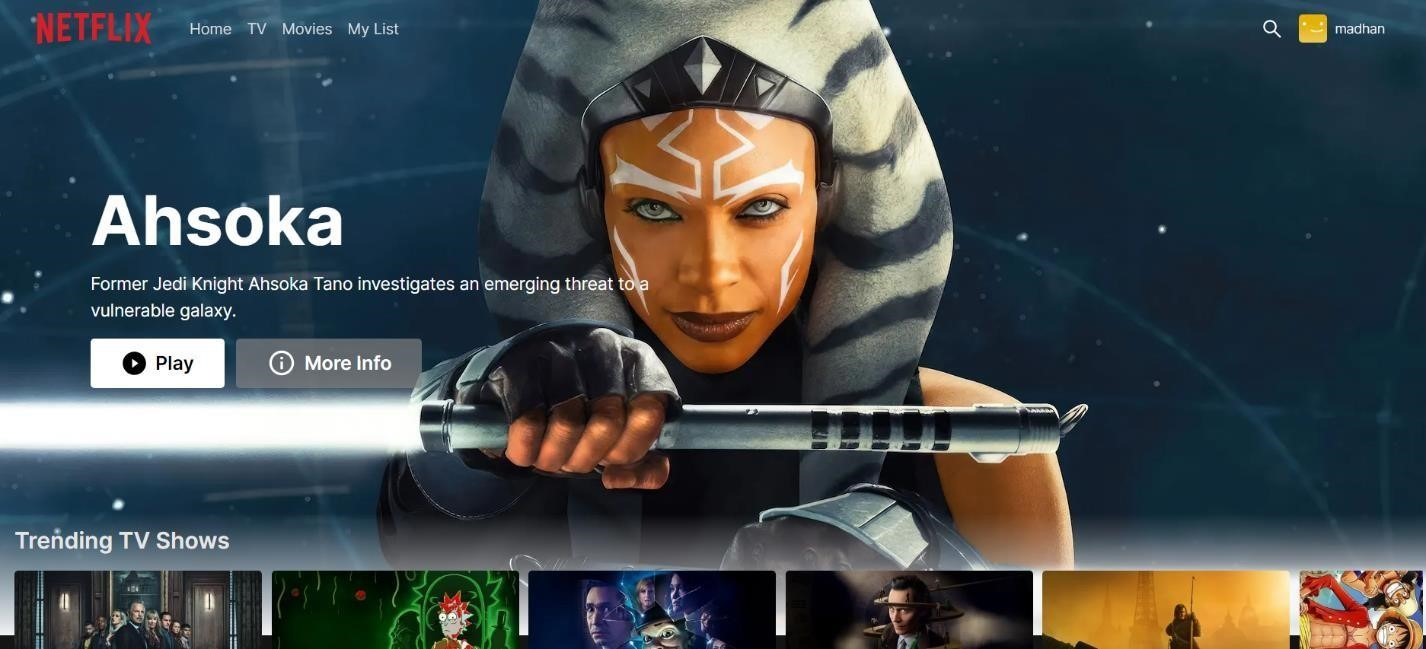 NETFLIX Home TV Movies My List madhan
Ahsoka
Former Jedi Knight Ahsoka Tano investigates an emerging threat to a
vulnerable galaxy.
Play More Info
Trending TV Shows